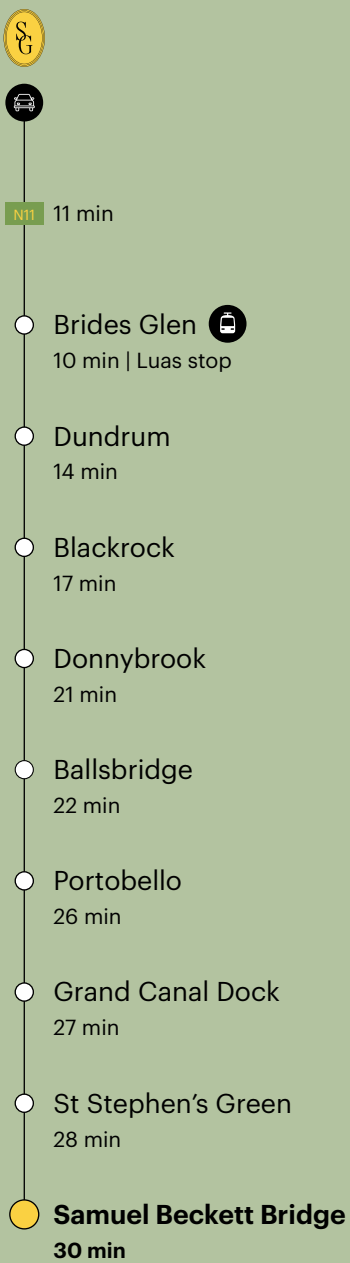 SG
N11 11 min
Brides Glen
10 min | Luas stop
Dundrum
14 min
Blackrock
17 min
Donnybrook
21 min
Ballsbridge
22 min
Portobello
26 min
Grand Canal Dock
27 min
St Stephen’s Green
28 min
Samuel Beckett Bridge
30 min